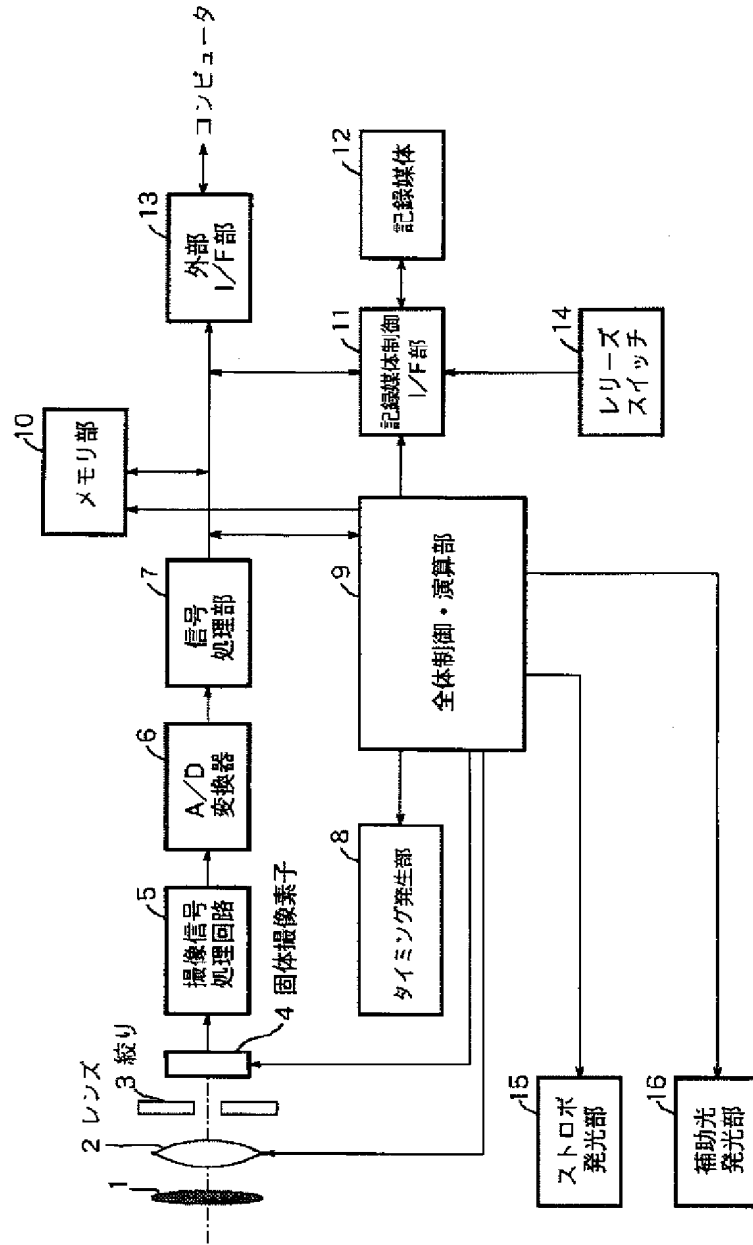 1
2 レンズ
3 絞り
4 固体撮像素子
5
撮像信号
処理回路
6
A/D
変換器
7
信号
処理部
10
メモリ部
13
外部
I/F部
コンピュータ
8
タイミング発生部
9
全体制御・演算部
11
記録媒体制御
I/F部
12
記録媒体
14
レリーズ
スイッチ
15
ストロボ
発光部
16
補助光
発光部